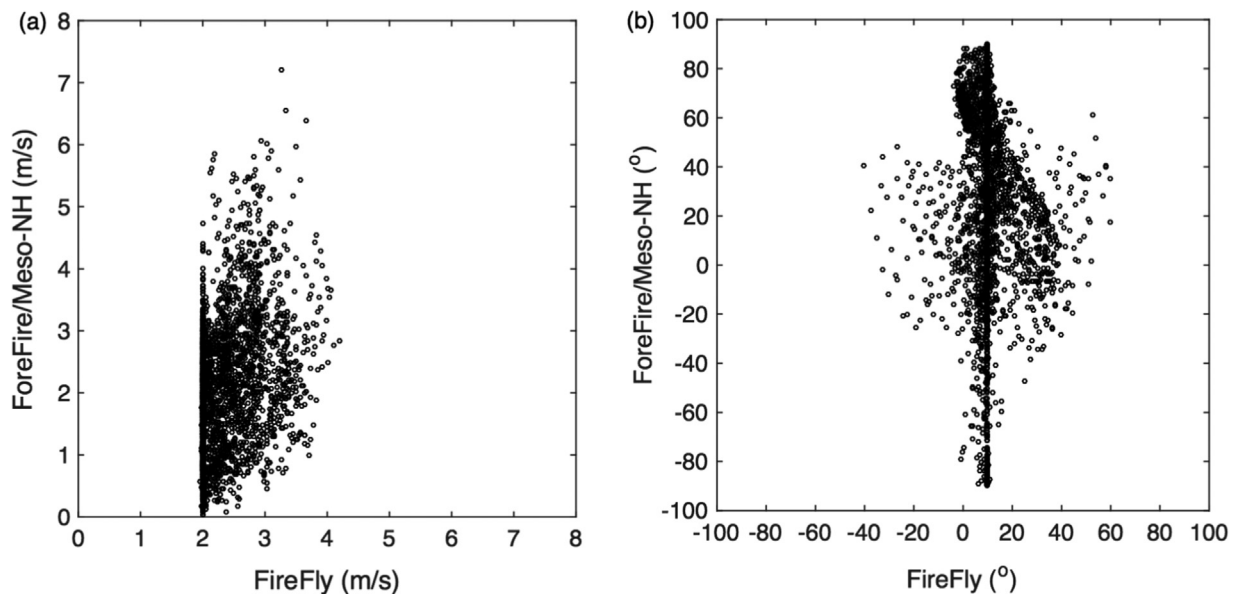 (a)
8
7
6
5
4
3
2
1
0
ForeFire/Meso-NH (m/s)
0 1 2 3 4 5 6 7 8
FireFly (m/s)
(b)
100
80
60
40
20
0
-20
-40
-60
-80
-100
ForeFire/Meso-NH (°)
-100 -80 -60 -40 -20 0 20 40 60 80 100
FireFly (°)